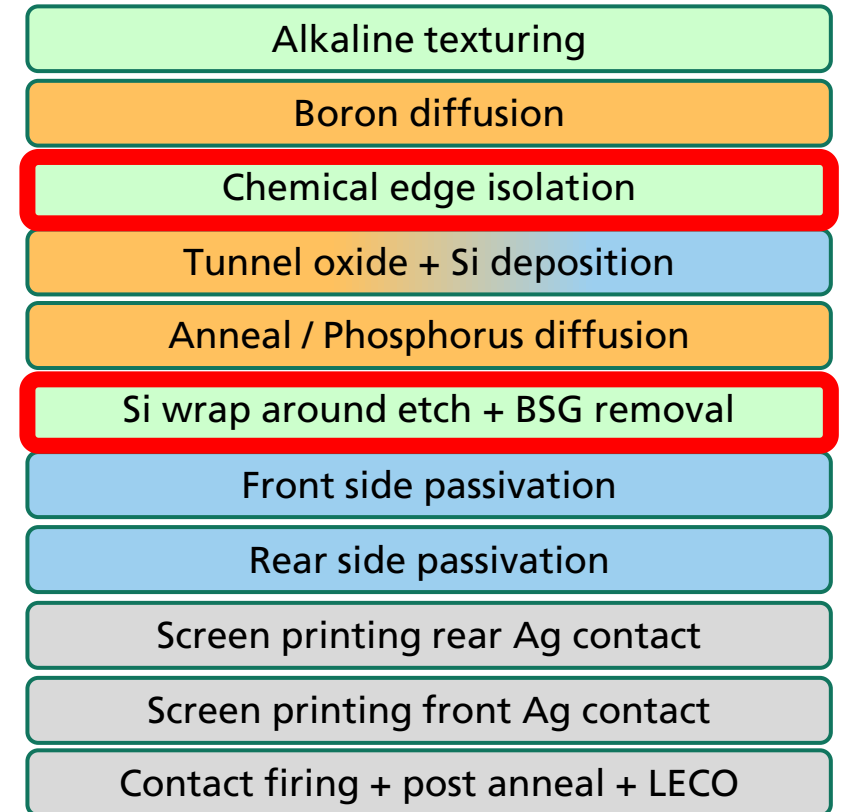 Alkaline texturing
Boron diffusion
Chemical edge isolation
Tunnel oxide + Si deposition
Anneal / Phosphorus diffusion
Si wrap around etch + BSG removal
Front side passivation
Rear side passivation
Screen printing rear Ag contact
Screen printing front Ag contact
Contact firing + post anneal + LECO